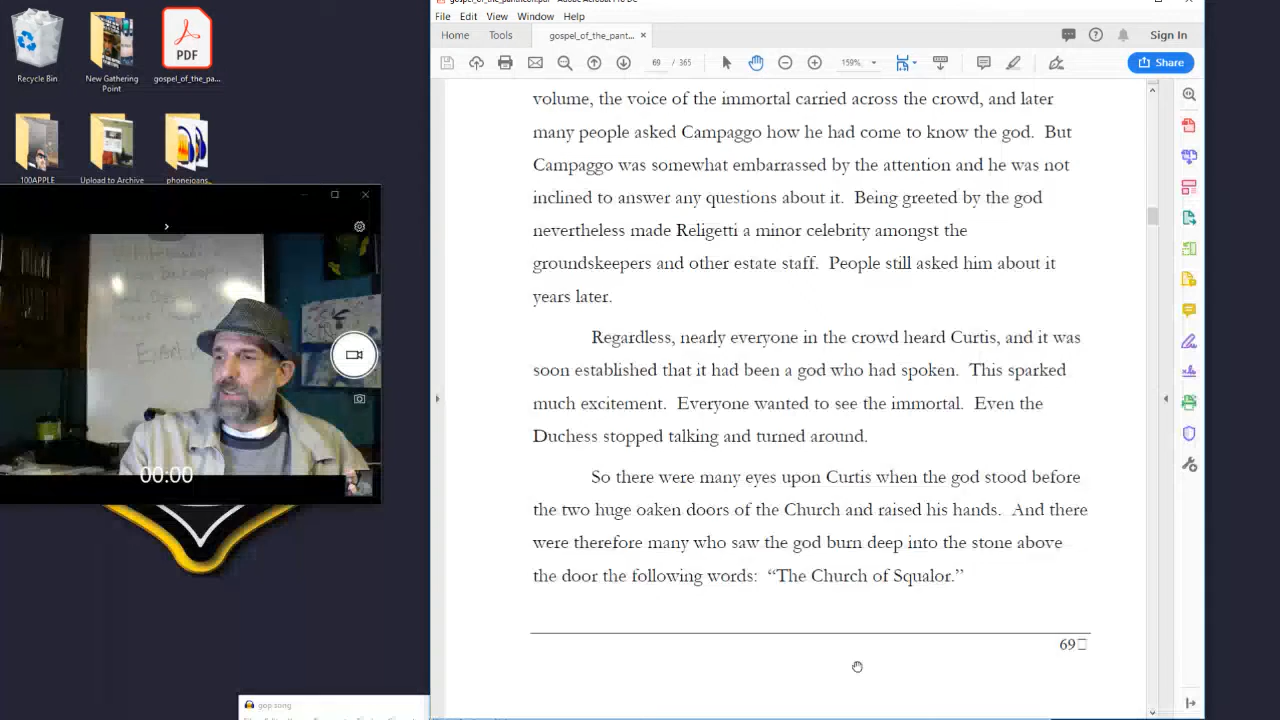 gospel_of_the_pantheon.pdf - Adobe Acrobat Pro DC
File Edit View Window Help
Home Tools gospel_of_the_pant... × Sign In
69 / 365 159% Share
Recycle Bin
New Gathering Point
PDF
gospel_of_the_pa...
100APPLE
Upload to Archive
phonejoans
00:00
gop song
volume, the voice of the immortal carried across the crowd, and later
many people asked Campaggo how he had come to know the god. But
Campaggo was somewhat embarrassed by the attention and he was not
inclined to answer any questions about it. Being greeted by the god
nevertheless made Religetti a minor celebrity amongst the
groundskeepers and other estate staff. People still asked him about it
years later.
Regardless, nearly everyone in the crowd heard Curtis, and it was
soon established that it had been a god who had spoken. This sparked
much excitement. Everyone wanted to see the immortal. Even the
Duchess stopped talking and turned around.
So there were many eyes upon Curtis when the god stood before
the two huge oaken doors of the Church and raised his hands. And there
were therefore many who saw the god burn deep into the stone above
the door the following words: “The Church of Squalor.”
69